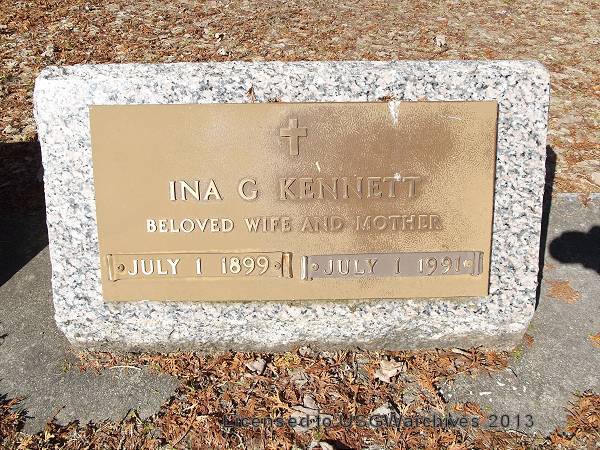 INA G KENNETT
BELOVED WIFE AND MOTHER
JULY 1 1899 JULY 1 1991
Licensed to USGWarchives 2013